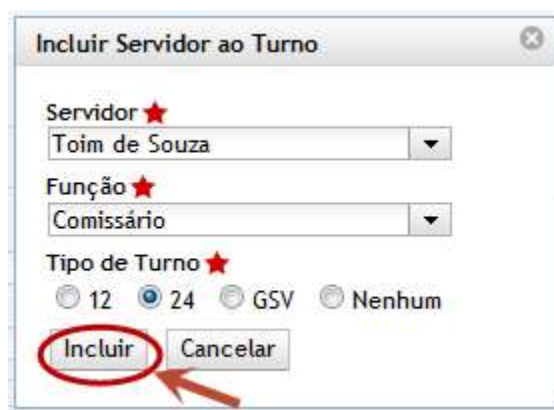 Incluir Servidor ao Turno
Servidor
Toim de Souza
Função
Comissário
Tipo de Turno
12 24 GSV Nenhum
Incluir Cancelar